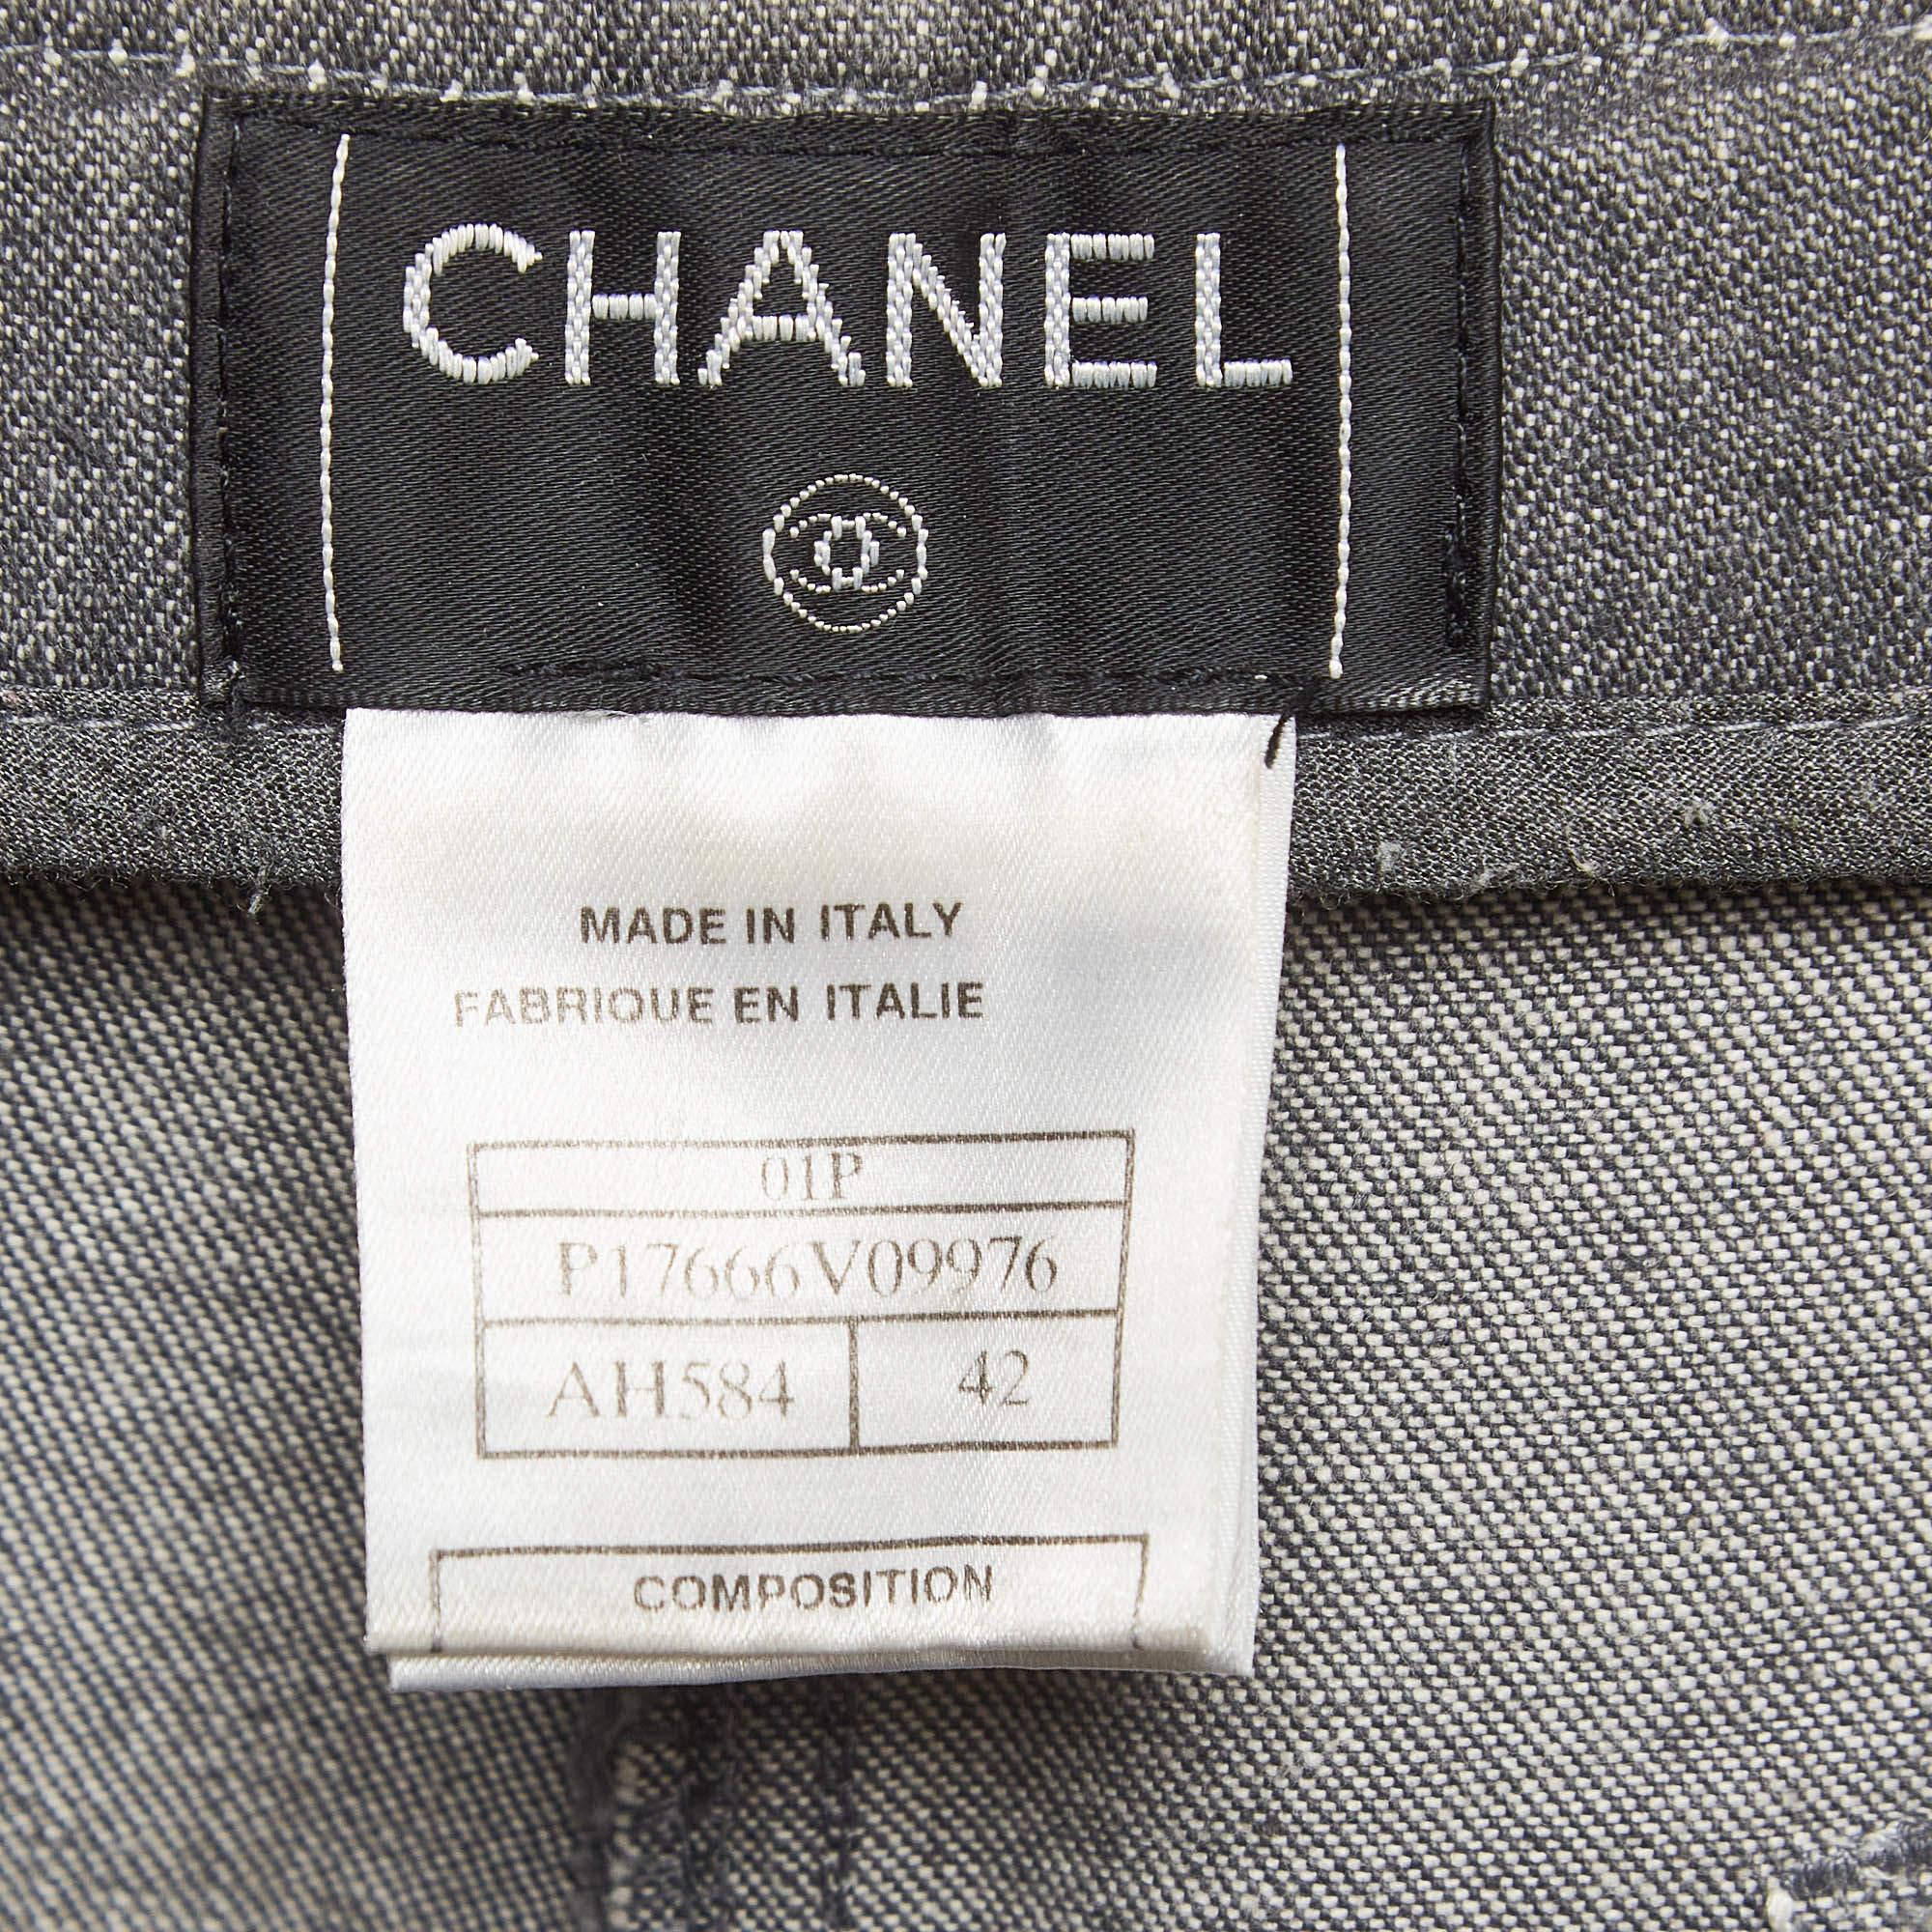 CHANEL
MADE IN ITALY
FABRIQUE EN ITALIE
01P
P17666V09976
AH584 42
COMPOSITION